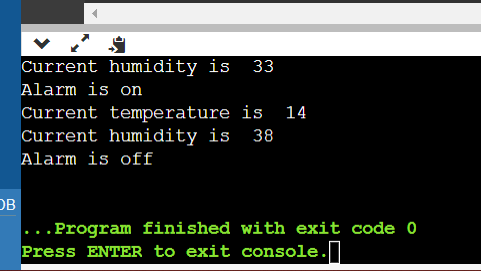 Current humidity is  33
Alarm is on
Current temperature is  14
Current humidity is  38
Alarm is off
DB
...Program finished with exit code 0
Press ENTER to exit console.